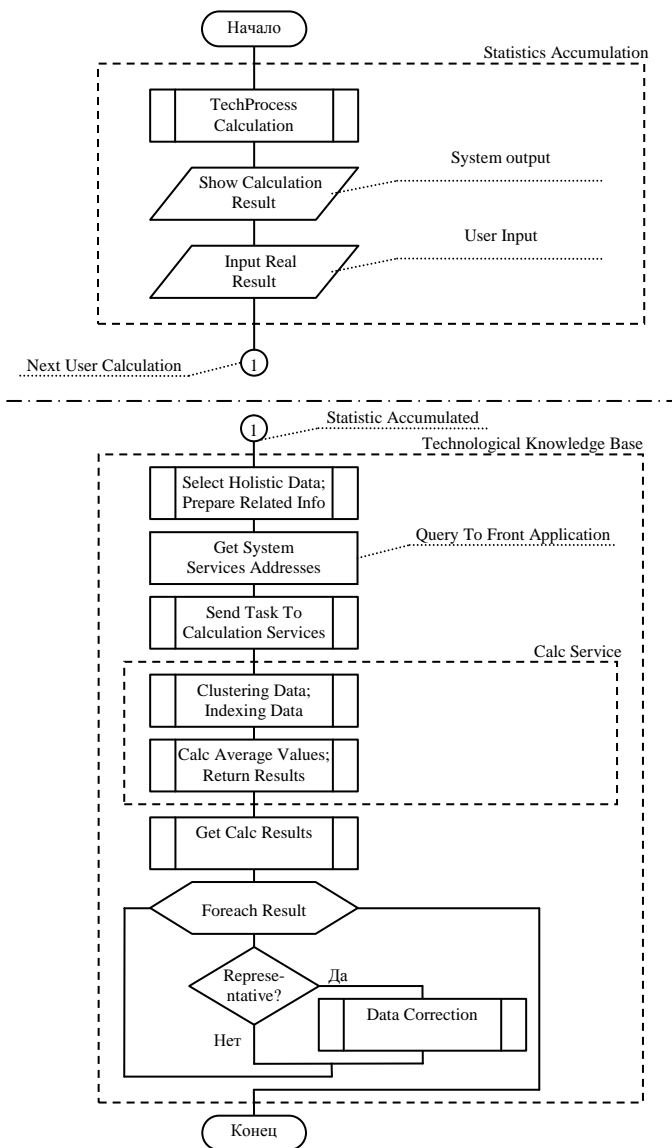 Начало
Statistics Accumulation
TechProcess
Calculation
System output
Show Calculation
Result
User Input
Input Real
Result
Next User Calculation
1
1
Statistic Accumulated
Technological Knowledge Base
Select Holistic Data;
Prepare Related Info
Query To Front Application
Get System
Services Addresses
Send Task To
Calculation Services
Calc Service
Clustering Data;
Indexing Data
Calc Average Values;
Return Results
Get Calc Results
Foreach Result
Represe-
ntative?
Да
Data Correction
Нет
Конец